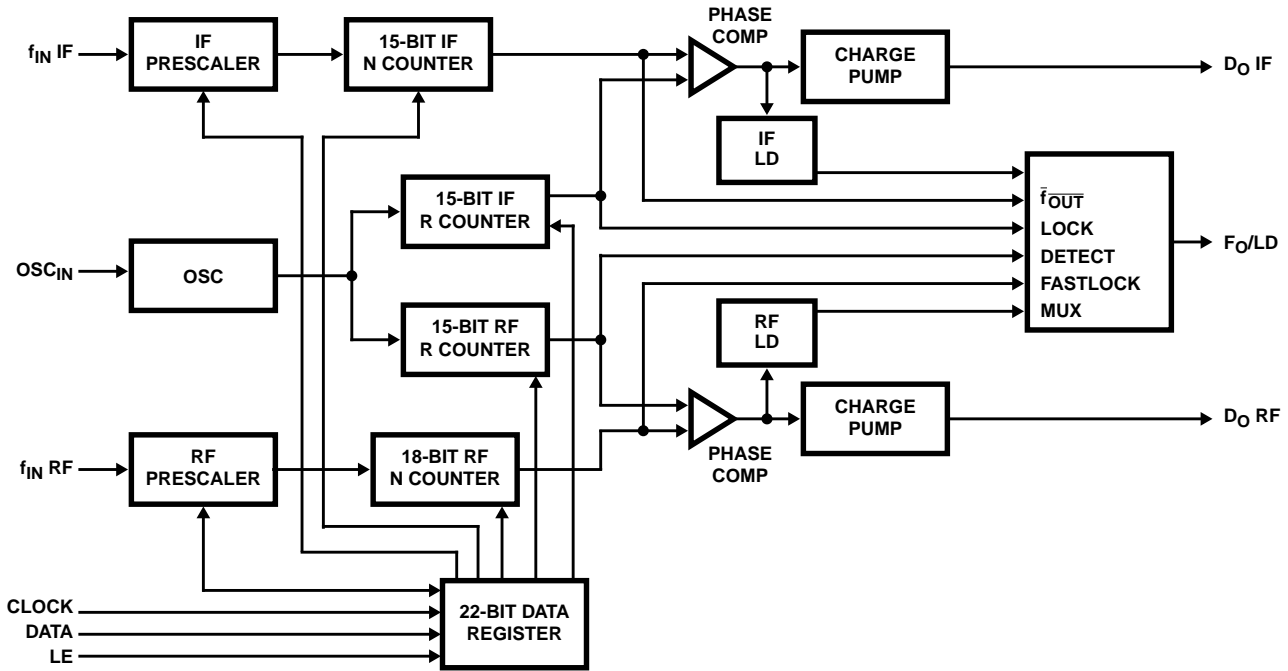 PHASE
COMP
f_IN IF
IF
PRESCALER
15-BIT IF
N COUNTER
CHARGE
PUMP
D_O IF
IF
LD
15-BIT IF
R COUNTER
f̄_O̅U̅T̅
LOCK
DETECT
FASTLOCK
MUX
F_O/LD
OSC_IN
OSC
15-BIT RF
R COUNTER
RF
LD
f_IN RF
RF
PRESCALER
18-BIT RF
N COUNTER
PHASE
COMP
CHARGE
PUMP
D_O RF
CLOCK
DATA
LE
22-BIT DATA
REGISTER